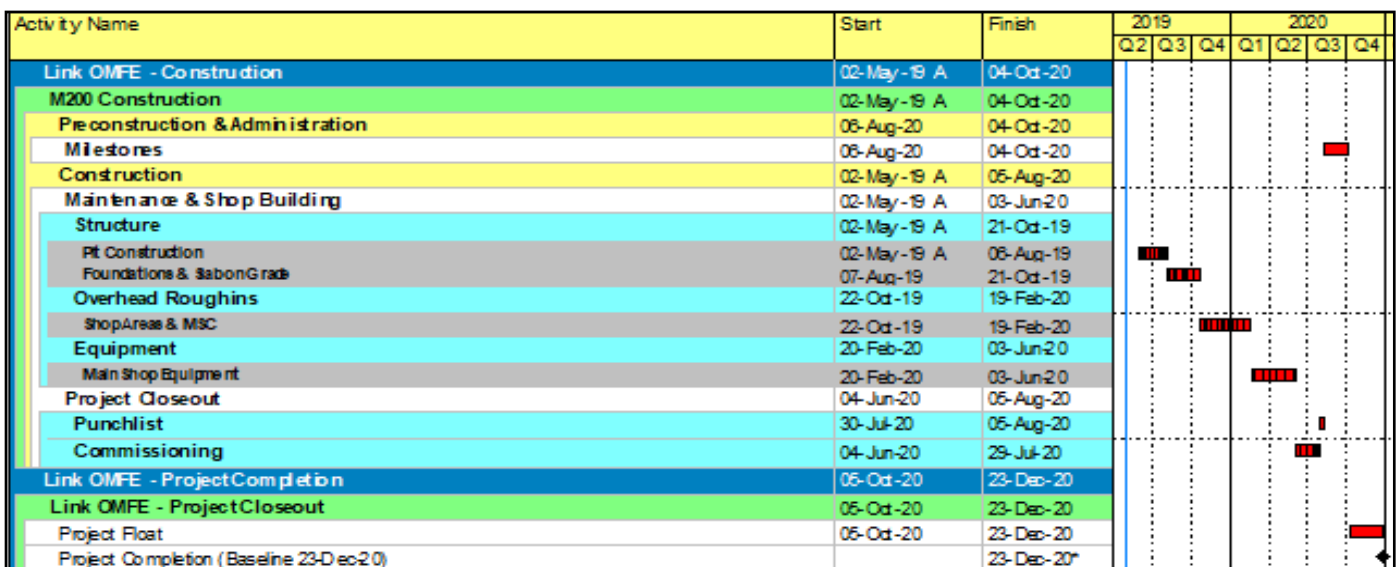 Activity Name Start Finish 2019 2020
Q2 Q3 Q4 Q1 Q2 Q3 Q4
Link OMFE - Construction 02-May-19 A 04-Oct-20
M200 Construction 02-May-19 A 04-Oct-20
Preconstruction & Administration 06-Aug-20 04-Oct-20
Milestones 06-Aug-20 04-Oct-20
Construction 02-May-19 A 05-Aug-20
Maintenance & Shop Building 02-May-19 A 03-Jun-20
Structure 02-May-19 A 21-Oct-19
Pit Construction 02-May-19 A 06-Aug-19
Foundations & Slab on Grade 07-Aug-19 21-Oct-19
Overhead Roughins 22-Oct-19 19-Feb-20
Shop Areas & MSC 22-Oct-19 19-Feb-20
Equipment 20-Feb-20 03-Jun-20
Main Shop Equipment 20-Feb-20 03-Jun-20
Project Closeout 04-Jun-20 05-Aug-20
Punchlist 30-Jul-20 05-Aug-20
Commissioning 04-Jun-20 29-Jul-20
Link OMFE - Project Completion 05-Oct-20 23-Dec-20
Link OMFE - Project Closeout 05-Oct-20 23-Dec-20
Project Float 05-Oct-20 23-Dec-20
Project Completion (Baseline 23-Dec-20) 23-Dec-20*